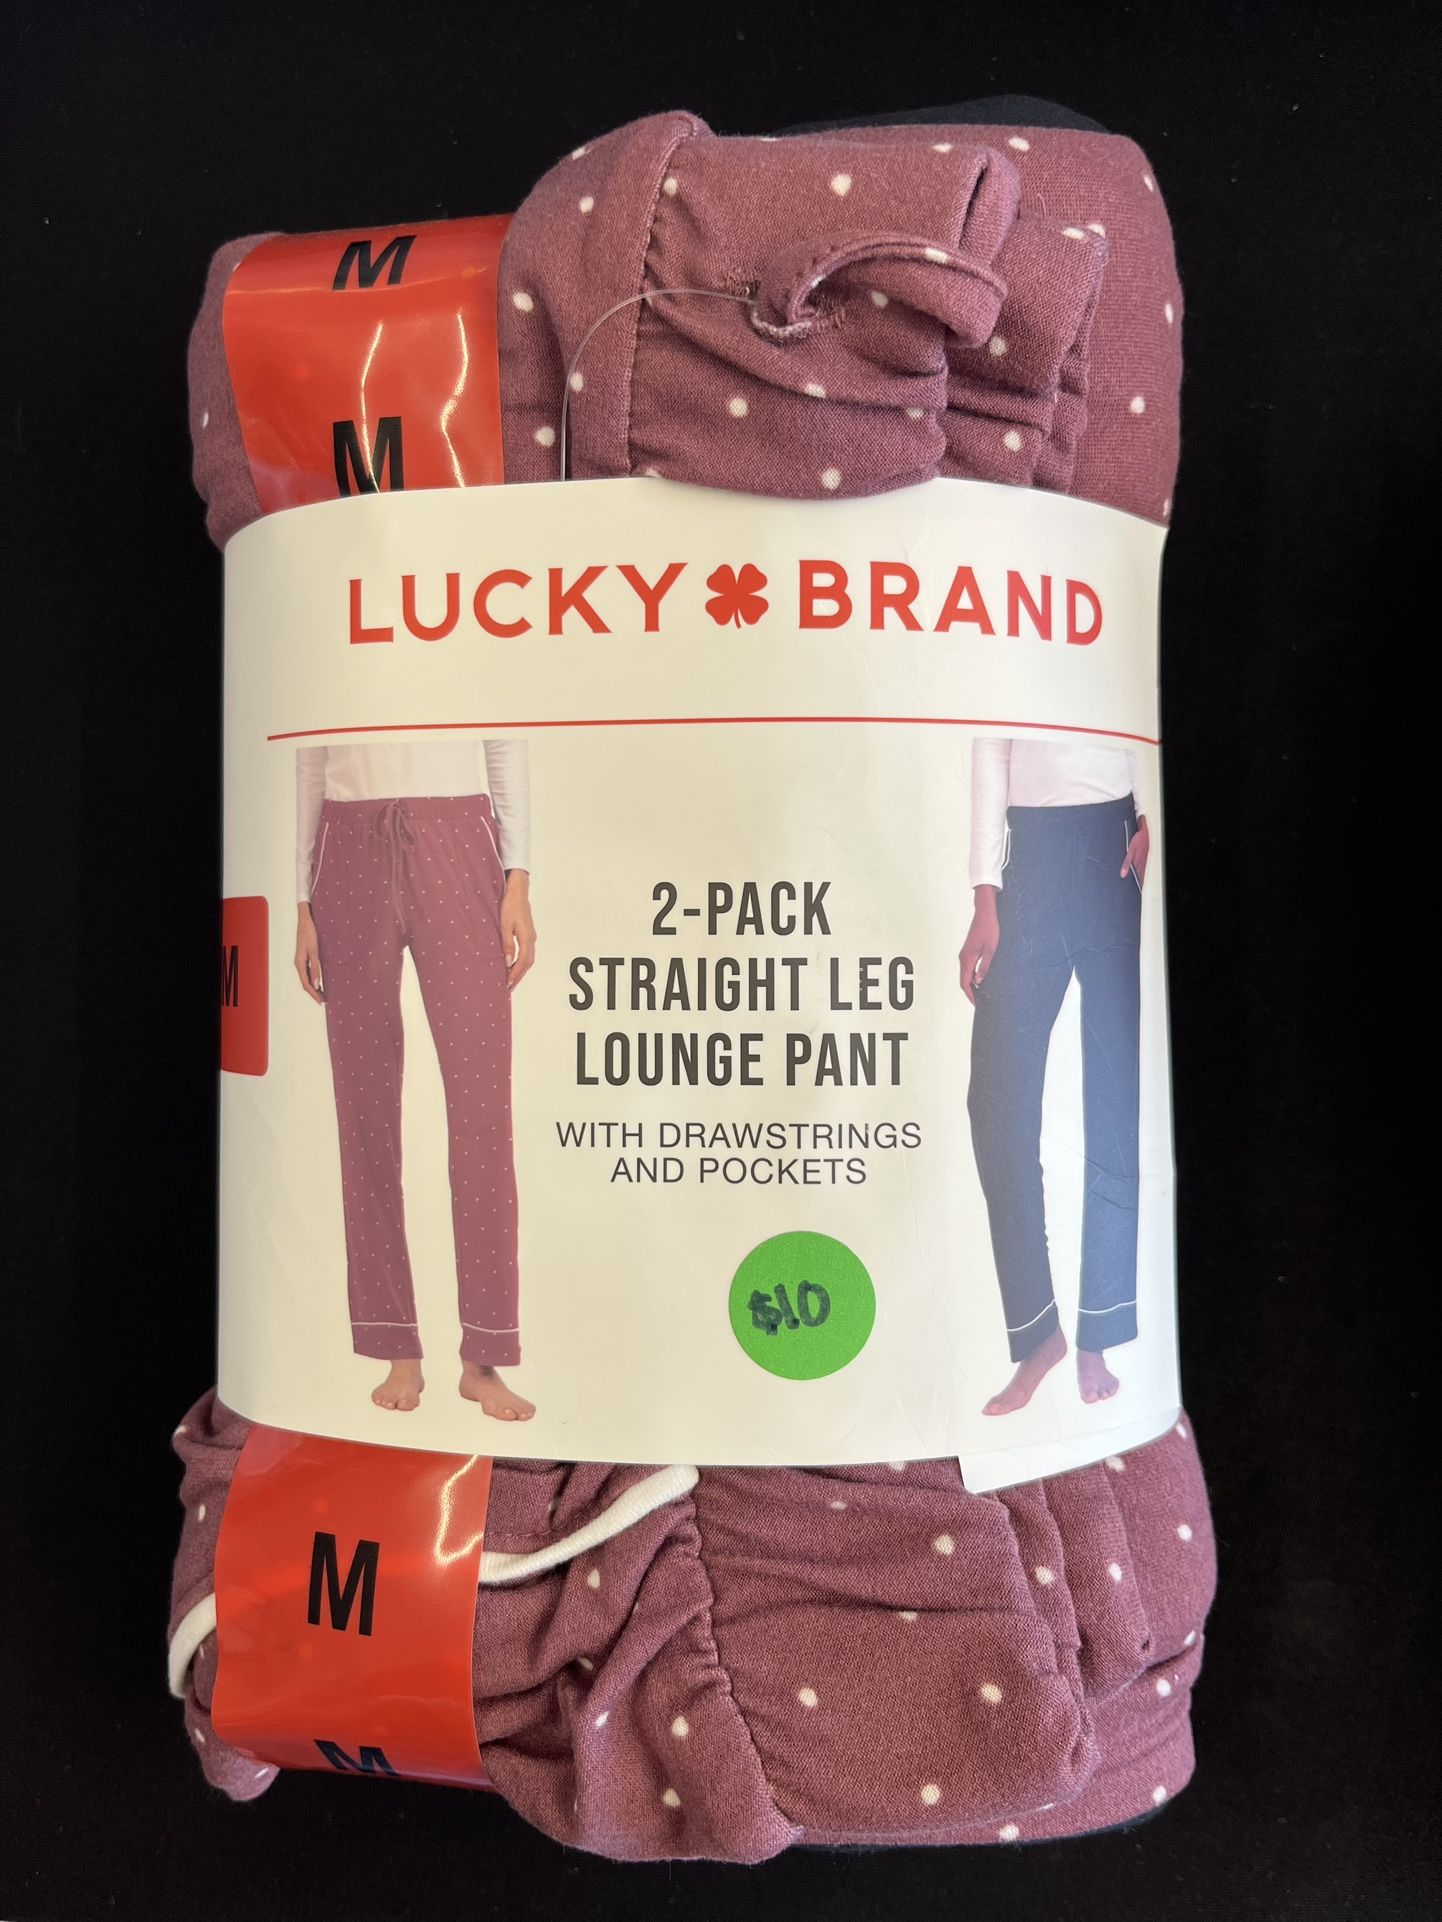 M
M
LUCKY BRAND
M
2-PACK
STRAIGHT LEG
LOUNGE PANT
WITH DRAWSTRINGS
AND POCKETS
$10
M
M